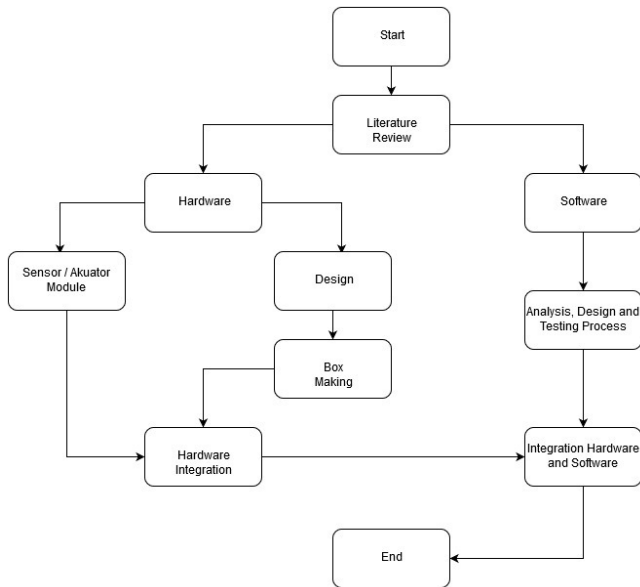 Start
Literature
Review
Hardware
Software
Sensor / Akuator
Module
Design
Analysis, Design and
Testing Process
Box
Making
Hardware
Integration
Integration Hardware
and Software
End